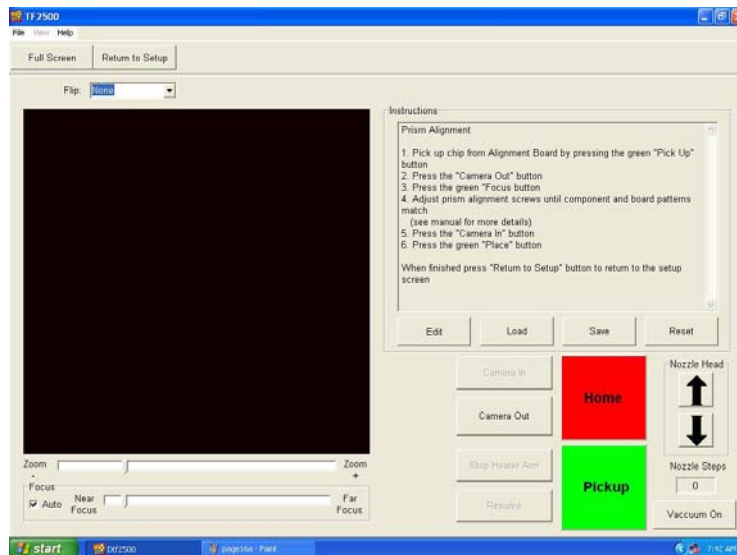 TF2500
File View Help
Full Screen Return to Setup
Flip: None
Instructions
Prism Alignment
1. Pick up chip from Alignment Board by pressing the green "Pick Up"
button
2. Press the "Camera Out" button
3. Press the green "Focus button
4. Adjust prism alignment screws until component and board patterns
match
(see manual for more details)
5. Press the "Camera In" button
6. Press the green "Place" button
When finished press "Return to Setup" button to return to the setup
screen
Edit Load Save Reset
Camera In
Camera Out
Home
Nozzle Head
Stop Heater Arm
Resume
Pickup
Nozzle Steps
0
Vaccuum On
Zoom
-
Zoom
+
Focus
Auto
Near
Focus
Far
Focus
start
page16a - Paint
7:42 AM